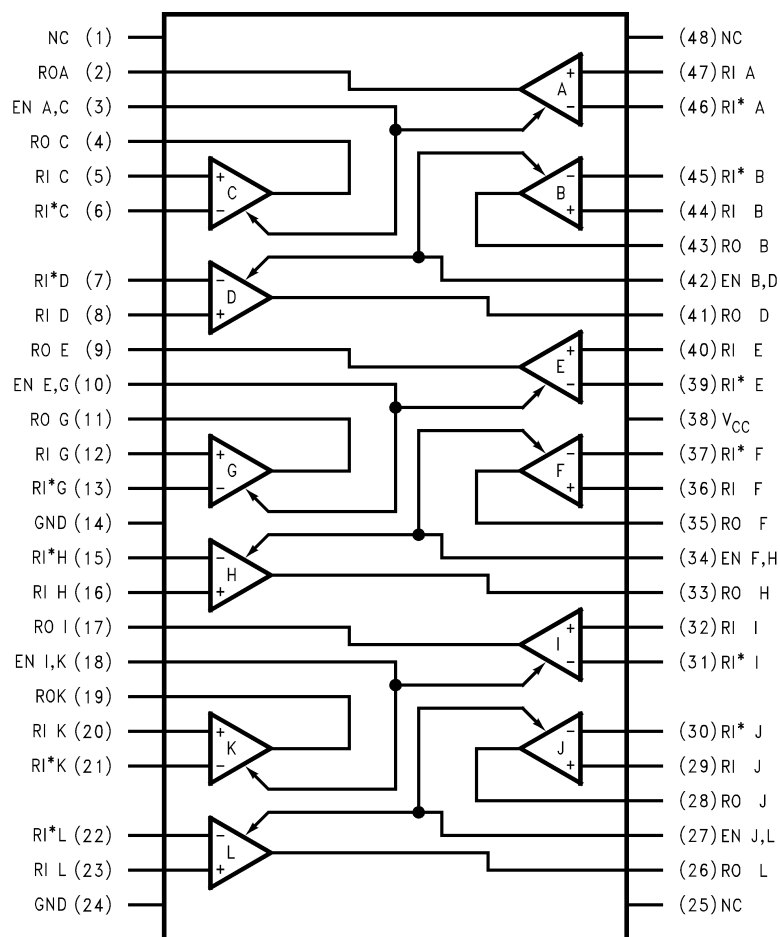 NC (1)
ROA (2)
EN A,C (3)
RO C (4)
RI C (5)
RI*C (6)
RI*D (7)
RI D (8)
RO E (9)
EN E,G (10)
RO G (11)
RI G (12)
RI*G (13)
GND (14)
RI*H (15)
RI H (16)
RO I (17)
EN I,K (18)
ROK (19)
RI K (20)
RI*K (21)
RI*L (22)
RI L (23)
GND (24)
+
A
−
+
C
−
−
B
+
−
D
+
+
E
−
+
G
−
−
F
+
−
H
+
+
I
−
+
K
−
−
J
+
−
L
+
(48) NC
(47) RI A
(46) RI* A
(45) RI* B
(44) RI B
(43) RO B
(42) EN B,D
(41) RO D
(40) RI E
(39) RI* E
(38) VCC
(37) RI* F
(36) RI F
(35) RO F
(34) EN F,H
(33) RO H
(32) RI I
(31) RI* I
(30) RI* J
(29) RI J
(28) RO J
(27) EN J,L
(26) RO L
(25) NC